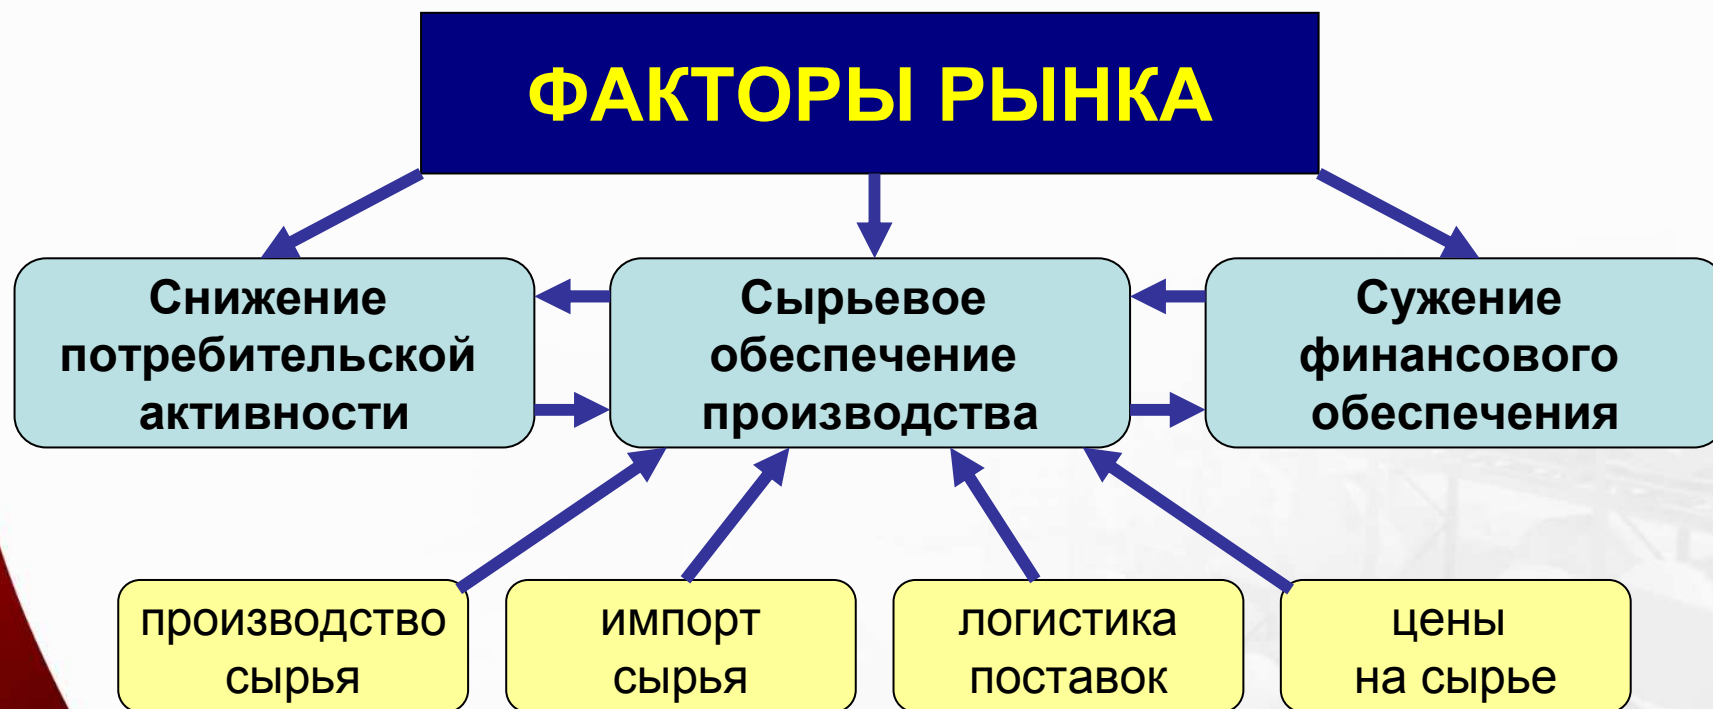 ФАКТОРЫ РЫНКА
Снижение
потребительской
активности
Сырьевое
обеспечение
производства
Сужение
финансового
обеспечения
производство
сырья
импорт
сырья
логистика
поставок
цены
на сырье